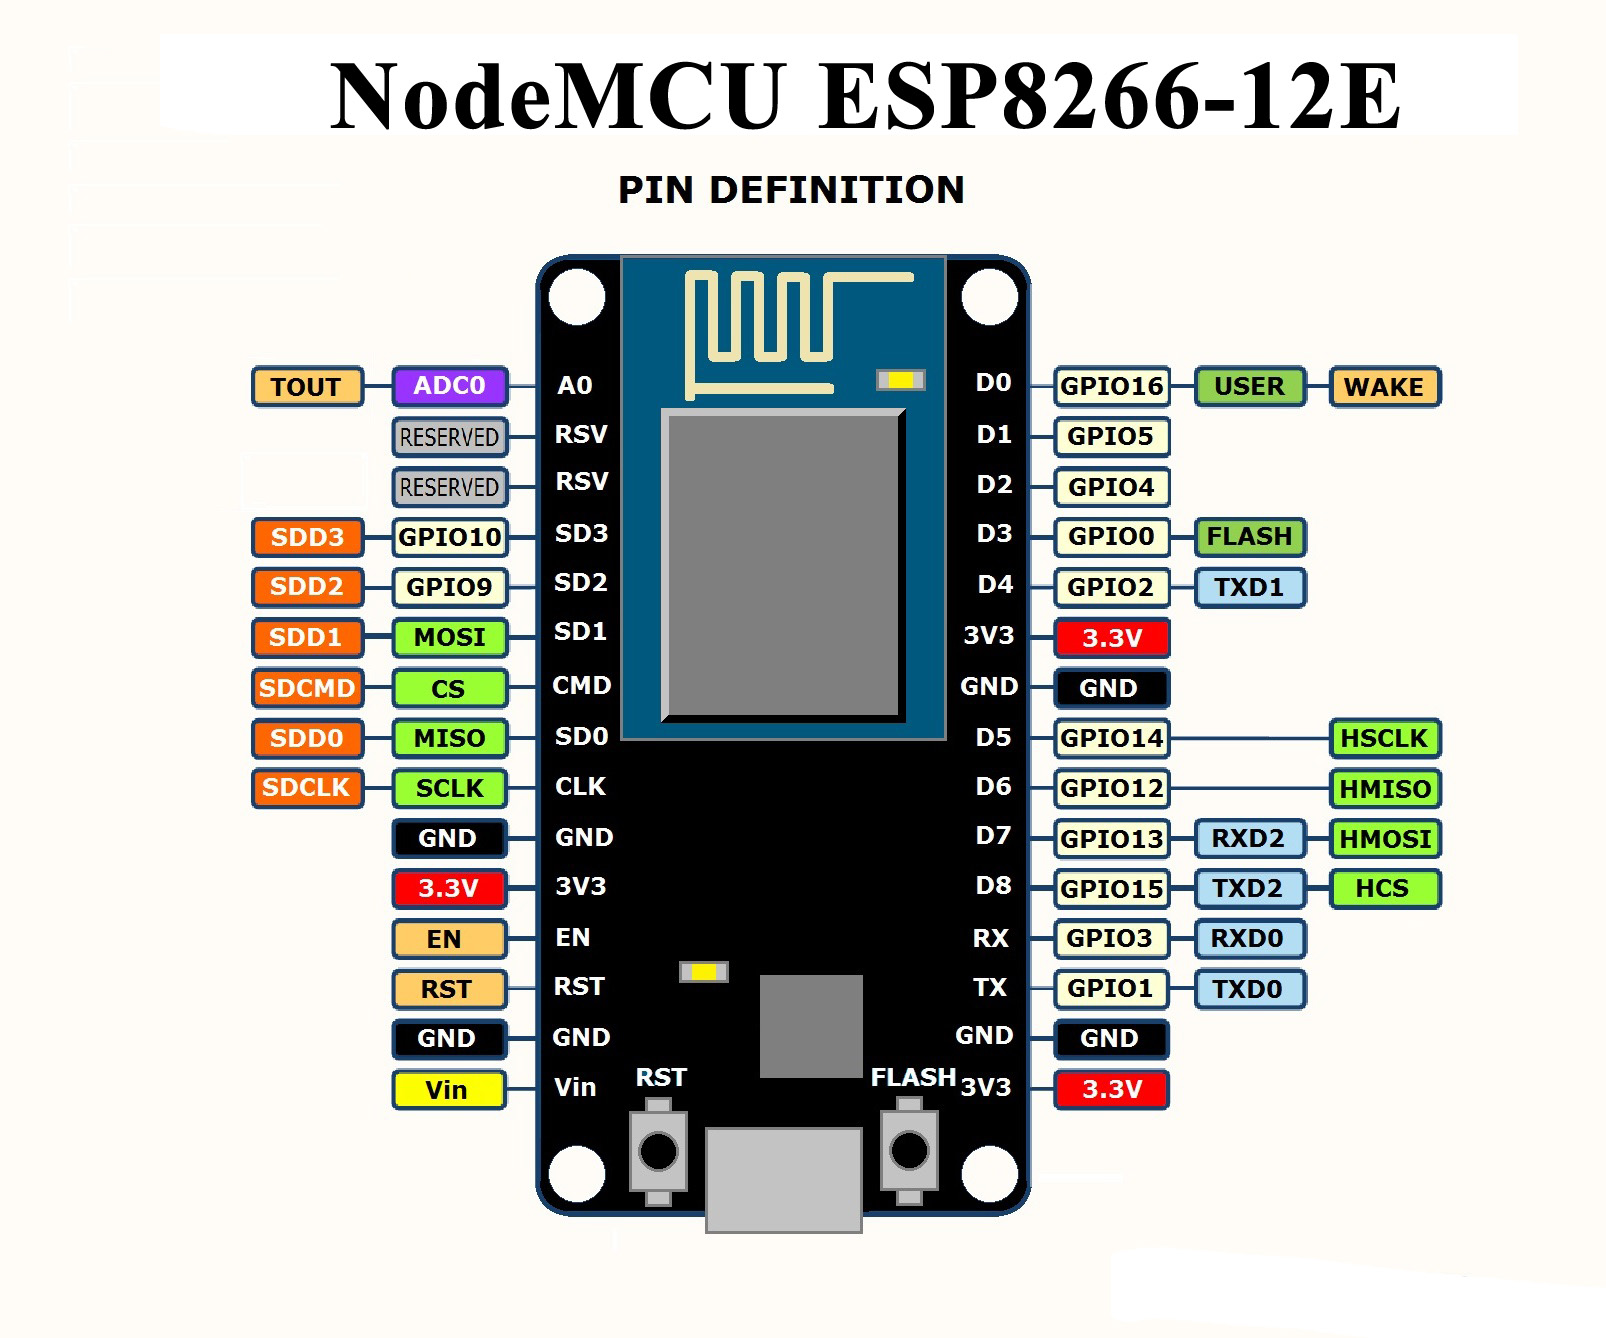 NodeMCU ESP8266-12E
PIN DEFINITION
TOUT ADC0 A0 D0 GPIO16 USER WAKE
RESERVED RSV D1 GPIO5
RESERVED RSV D2 GPIO4
SDD3 GPIO10 SD3 D3 GPIO0 FLASH
SDD2 GPIO9 SD2 D4 GPIO2 TXD1
SDD1 MOSI SD1 3V3 3.3V
SDCMD CS CMD GND GND
SDD0 MISO SD0 D5 GPIO14 HSCLK
SDCLK SCLK CLK D6 GPIO12 HMISO
GND GND D7 GPIO13 RXD2 HMOSI
3.3V 3V3 D8 GPIO15 TXD2 HCS
EN EN RX GPIO3 RXD0
RST RST TX GPIO1 TXD0
GND GND GND GND
Vin Vin RST FLASH 3V3 3.3V